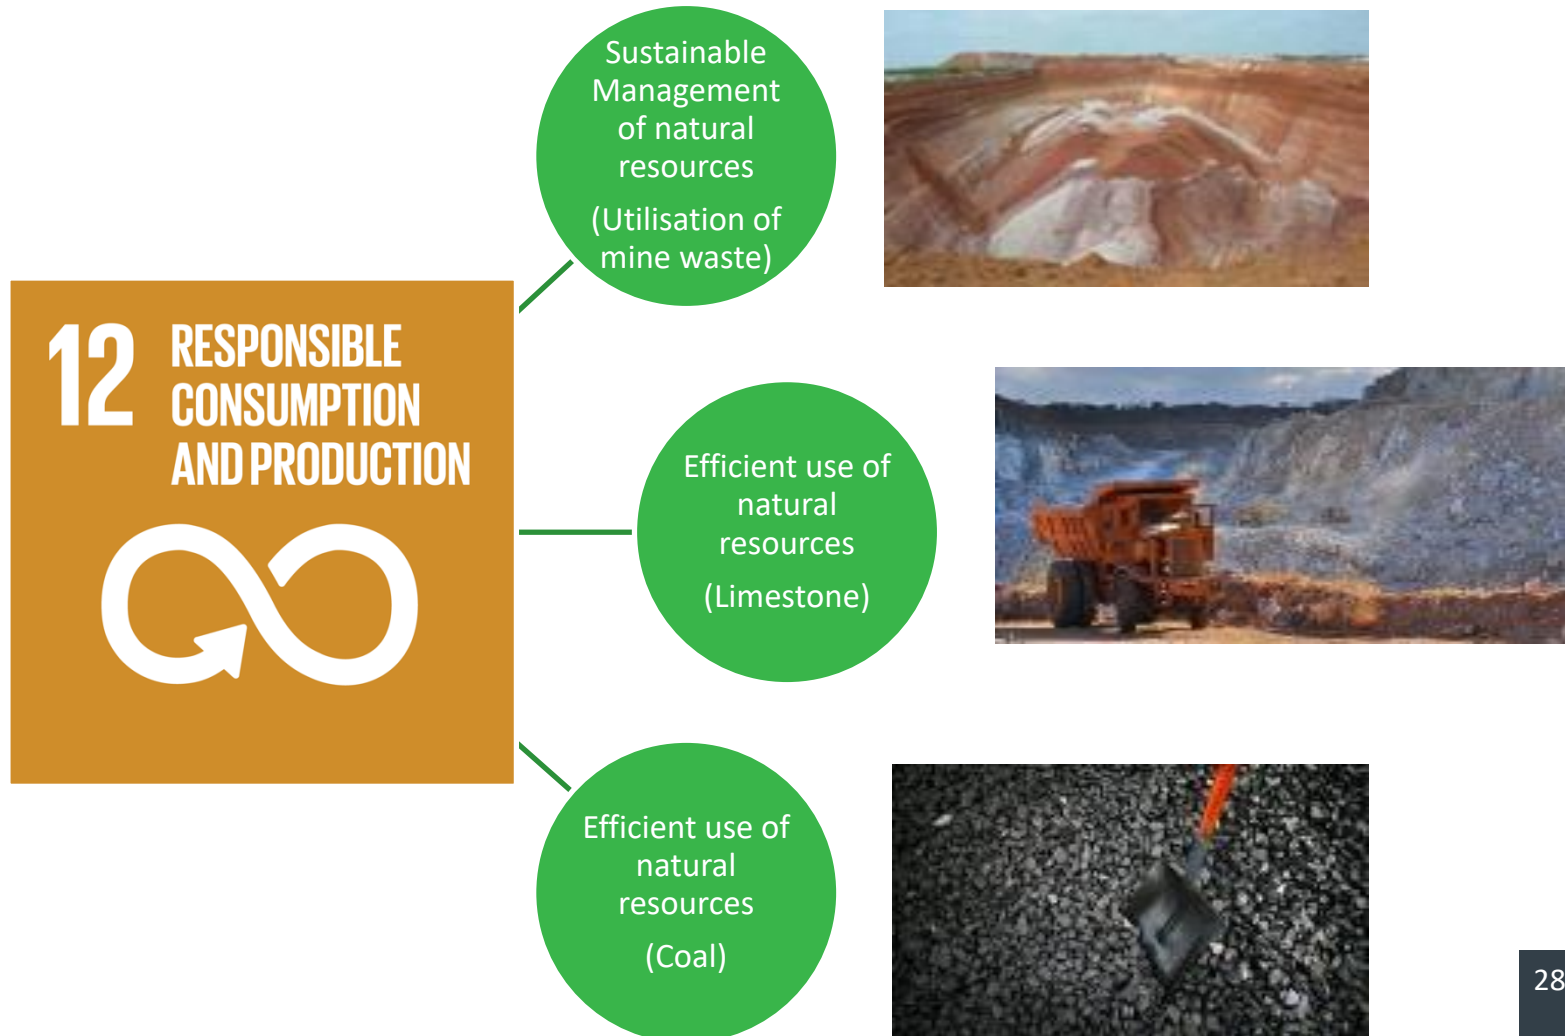 Sustainable
Management
of natural
resources
(Utilisation of
mine waste)
12 RESPONSIBLE
CONSUMPTION
AND PRODUCTION
Efficient use of
natural
resources
(Limestone)
Efficient use of
natural
resources
(Coal)
28